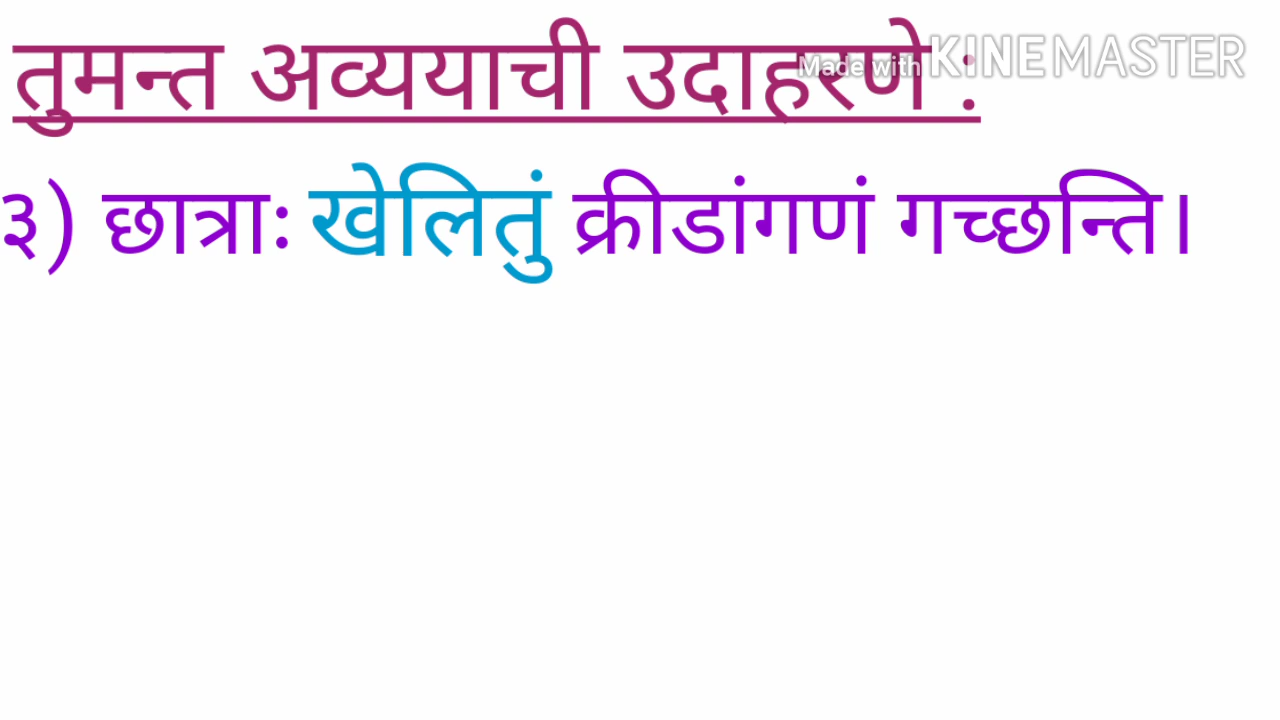 तुमन्त अव्ययाची उदाहरणे :
Made with KINEMASTER
३) छात्राः खेलितुं क्रीडांगणं गच्छन्ति।